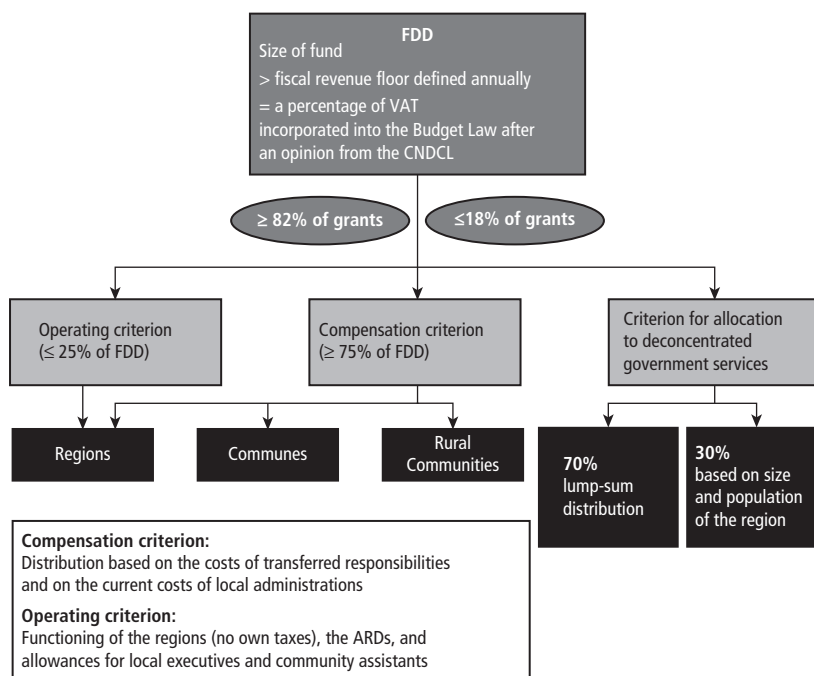 FDD
Size of fund
> fiscal revenue floor defined annually
= a percentage of VAT
incorporated into the Budget Law after
an opinion from the CNDCL
≥ 82% of grants
≤18% of grants
Operating criterion
(≤ 25% of FDD)
Compensation criterion
(≥ 75% of FDD)
Criterion for allocation
to deconcentrated
government services
Regions
Communes
Rural
Communities
70%
lump-sum
distribution
30%
based on size
and population
of the region
Compensation criterion:
Distribution based on the costs of transferred responsibilities
and on the current costs of local administrations
Operating criterion:
Functioning of the regions (no own taxes), the ARDs, and
allowances for local executives and community assistants